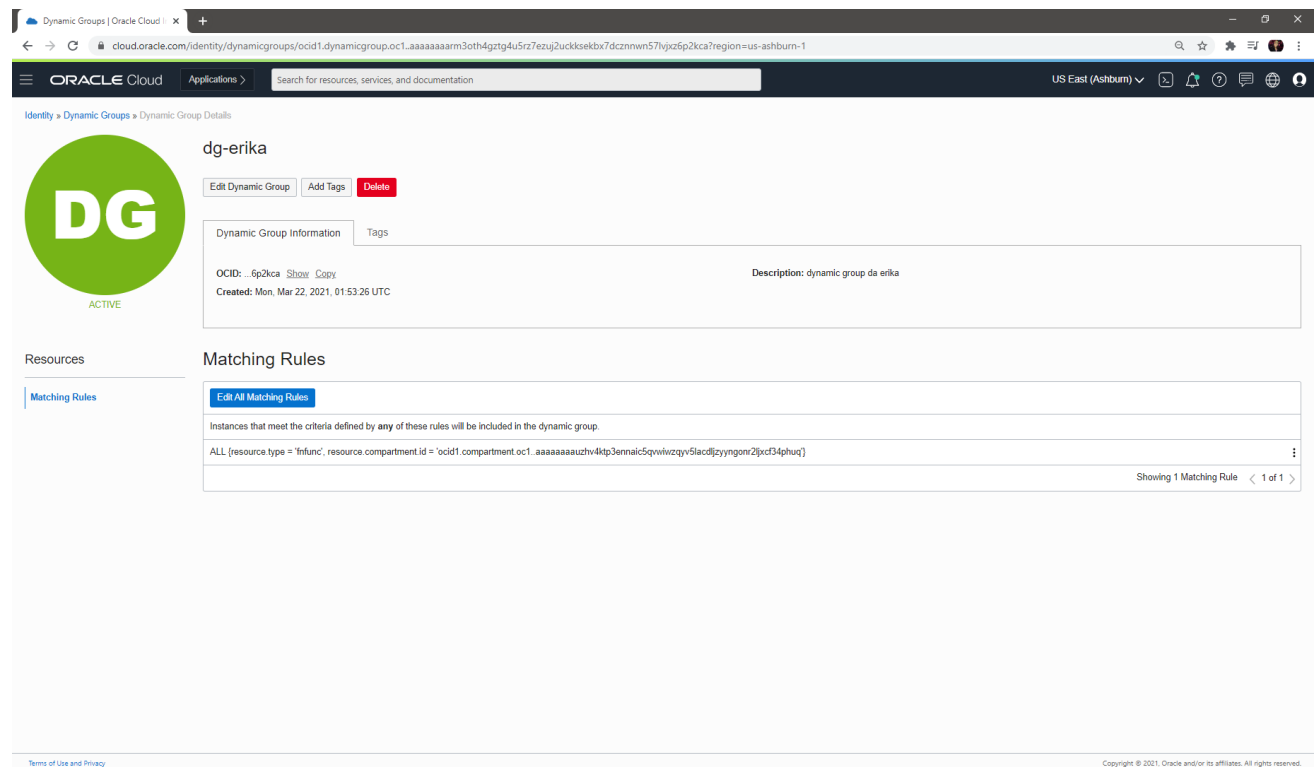 Dynamic Groups | Oracle Cloud I
cloud.oracle.com/identity/dynamicgroups/ocid1.dynamicgroup.oc1..aaaaaaaarm3oth4gztg4u5rz7ezuj2uckksekbx7dcznnwn57lvjxz6p2kca?region=us-ashburn-1
ORACLE Cloud Applications > Search for resources, services, and documentation US East (Ashburn)
Identity » Dynamic Groups » Dynamic Group Details
DG
ACTIVE
dg-erika
Edit Dynamic Group Add Tags Delete
Dynamic Group Information Tags
OCID: ...6p2kca Show Copy Description: dynamic group da erika
Created: Mon, Mar 22, 2021, 01:53:26 UTC
Resources
Matching Rules
Matching Rules
Edit All Matching Rules
Instances that meet the criteria defined by any of these rules will be included in the dynamic group.
ALL {resource.type = 'fnfunc', resource.compartment.id = 'ocid1.compartment.oc1..aaaaaaaauzhv4ktp3ennaic5qvwiwzqyv5lacdljzyyngonr2ljxcf34phuq'}
Showing 1 Matching Rule < 1 of 1 >
Terms of Use and Privacy Copyright © 2021, Oracle and/or its affiliates. All rights reserved.